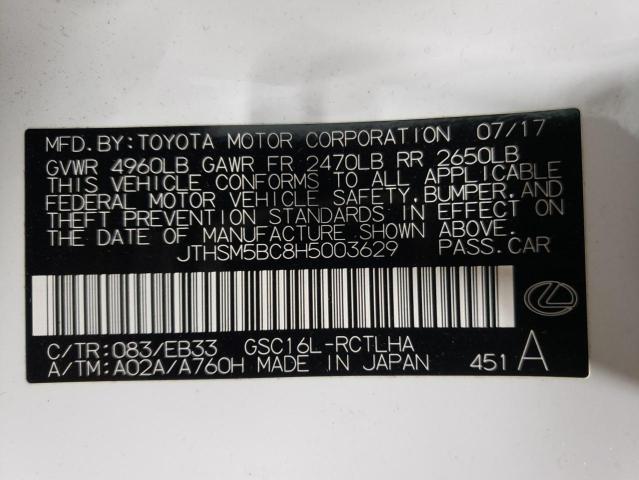 MFD.BY:TOYOTA MOTOR CORPORATION 07/17
GVWR 4960LB GAWR FR 2470LB RR 2650LB
THIS VEHICLE CONFORMS TO ALL APPLICABLE
FEDERAL MOTOR VEHICLE SAFETY,BUMPER,AND
THEFT PREVENTION STANDARDS IN EFFECT ON
THE DATE OF MANUFACTURE SHOWN ABOVE.
JTHSM5BC8H5003629 PASS.CAR
C/TR:083/EB33 GSC16L-RCTLHA
A/TM:A02A/A760H MADE IN JAPAN 451 A